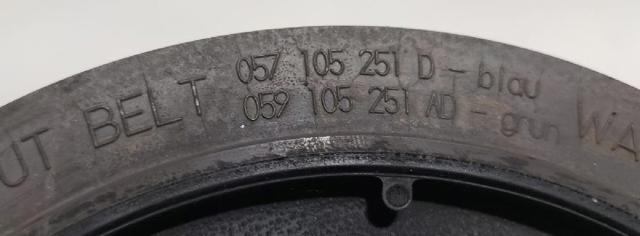 UT BELT
057 105 251 D - blau
059 105 251 AD - grün
WA